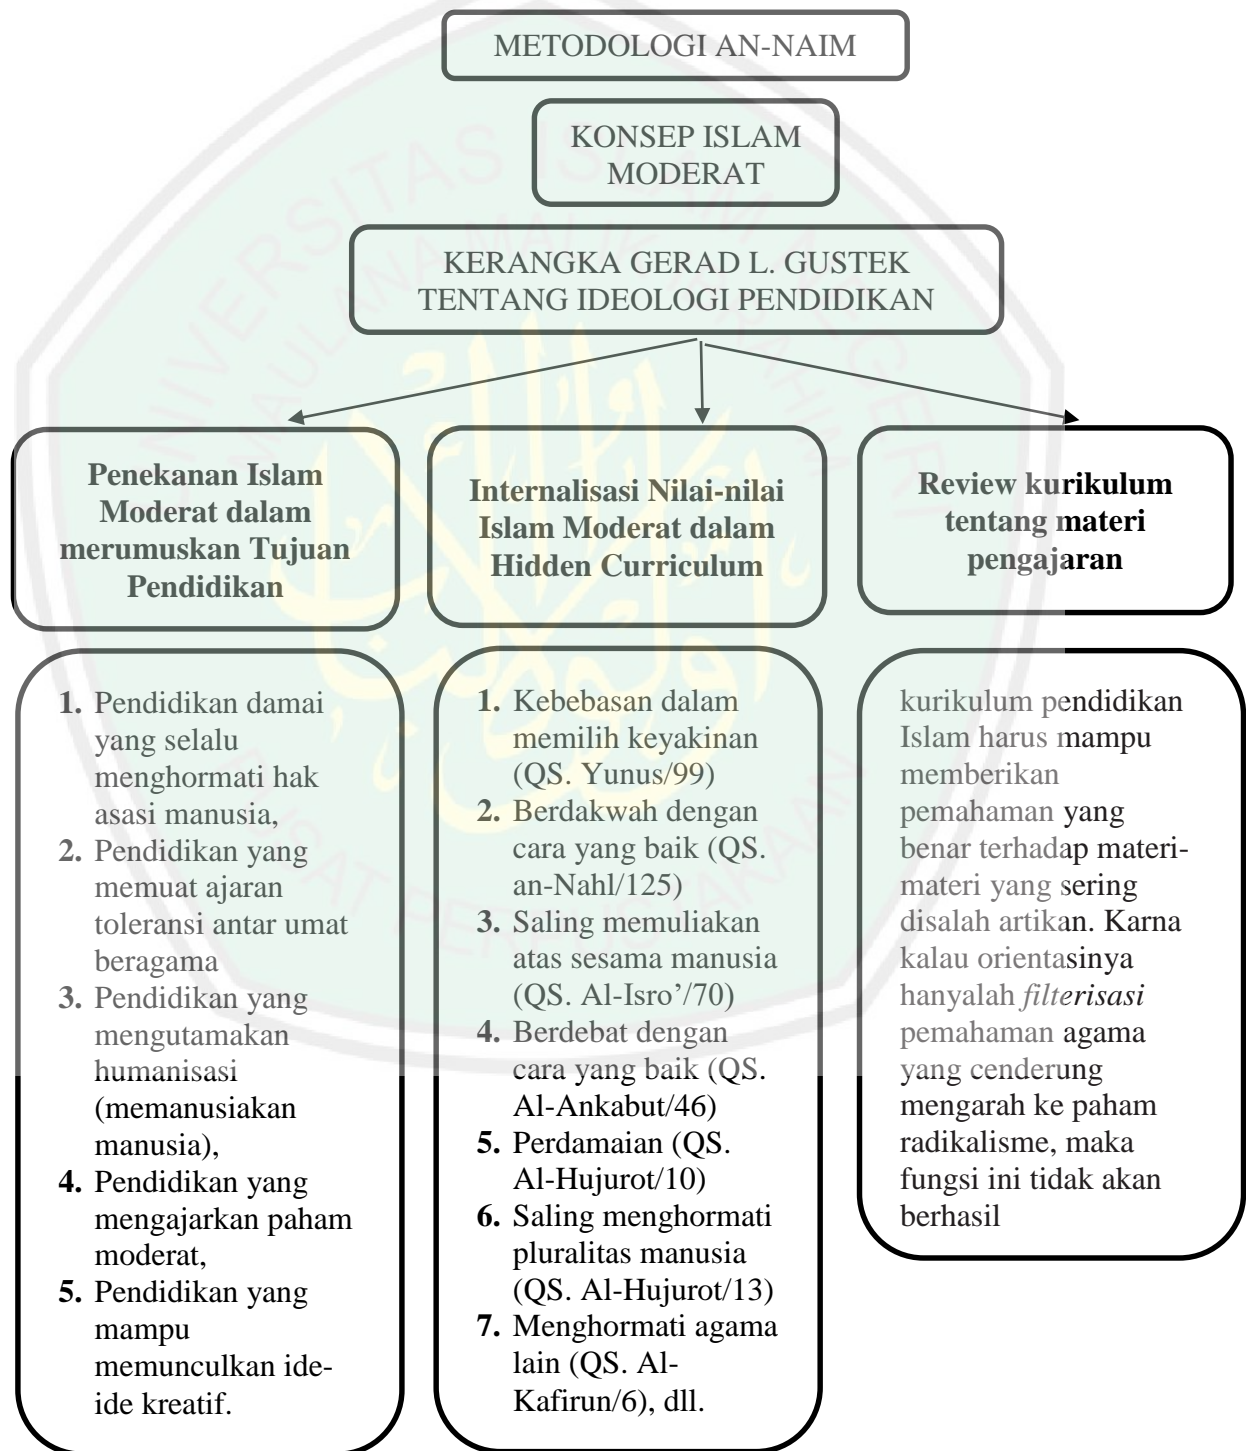 METODOLOGI AN-NAIM
KONSEP ISLAM
MODERAT
KERANGKA GERAD L. GUSTEK
TENTANG IDEOLOGI PENDIDIKAN
Penekanan Islam
Moderat dalam
merumuskan Tujuan
Pendidikan
Internalisasi Nilai-nilai
Islam Moderat dalam
Hidden Curriculum
Review kurikulum
tentang materi
pengajaran
1. Pendidikan damai
yang selalu
menghormati hak
asasi manusia,
2. Pendidikan yang
memuat ajaran
toleransi antar umat
beragama
3. Pendidikan yang
mengutamakan
humanisasi
(memanusiakan
manusia),
4. Pendidikan yang
mengajarkan paham
moderat,
5. Pendidikan yang
mampu
memunculkan ide-
ide kreatif.
1. Kebebasan dalam
memilih keyakinan
(QS. Yunus/99)
2. Berdakwah dengan
cara yang baik (QS.
an-Nahl/125)
3. Saling memuliakan
atas sesama manusia
(QS. Al-Isro’/70)
4. Berdebat dengan
cara yang baik (QS.
Al-Ankabut/46)
5. Perdamaian (QS.
Al-Hujurot/10)
6. Saling menghormati
pluralitas manusia
(QS. Al-Hujurot/13)
7. Menghormati agama
lain (QS. Al-
Kafirun/6), dll.
kurikulum pendidikan
Islam harus mampu
memberikan
pemahaman yang
benar terhadap materi-
materi yang sering
disalah artikan. Karna
kalau orientasinya
hanyalah filterisasi
pemahaman agama
yang cenderung
mengarah ke paham
radikalisme, maka
fungsi ini tidak akan
berhasil
UNIVERSITAS ISLAM NEGERI
MAULANA MALIK IBRAHIM
PUSAT PERPUSTAKAAN